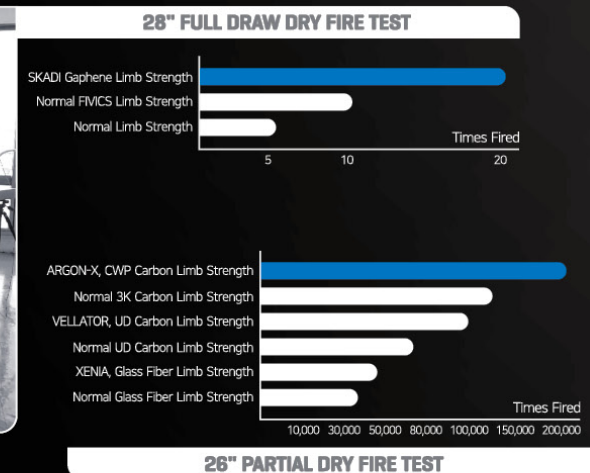 28" FULL DRAW DRY FIRE TEST
SKADI Gaphene Limb Strength
Normal FIVICS Limb Strength
Normal Limb Strength
Times Fired
5 10 20
ARGON-X, CWP Carbon Limb Strength
Normal 3K Carbon Limb Strength
VELLATOR, UD Carbon Limb Strength
Normal UD Carbon Limb Strength
XENIA, Glass Fiber Limb Strength
Normal Glass Fiber Limb Strength
Times Fired
10,000 30,000 50,000 80,000 100,000 150,000 200,000
26" PARTIAL DRY FIRE TEST